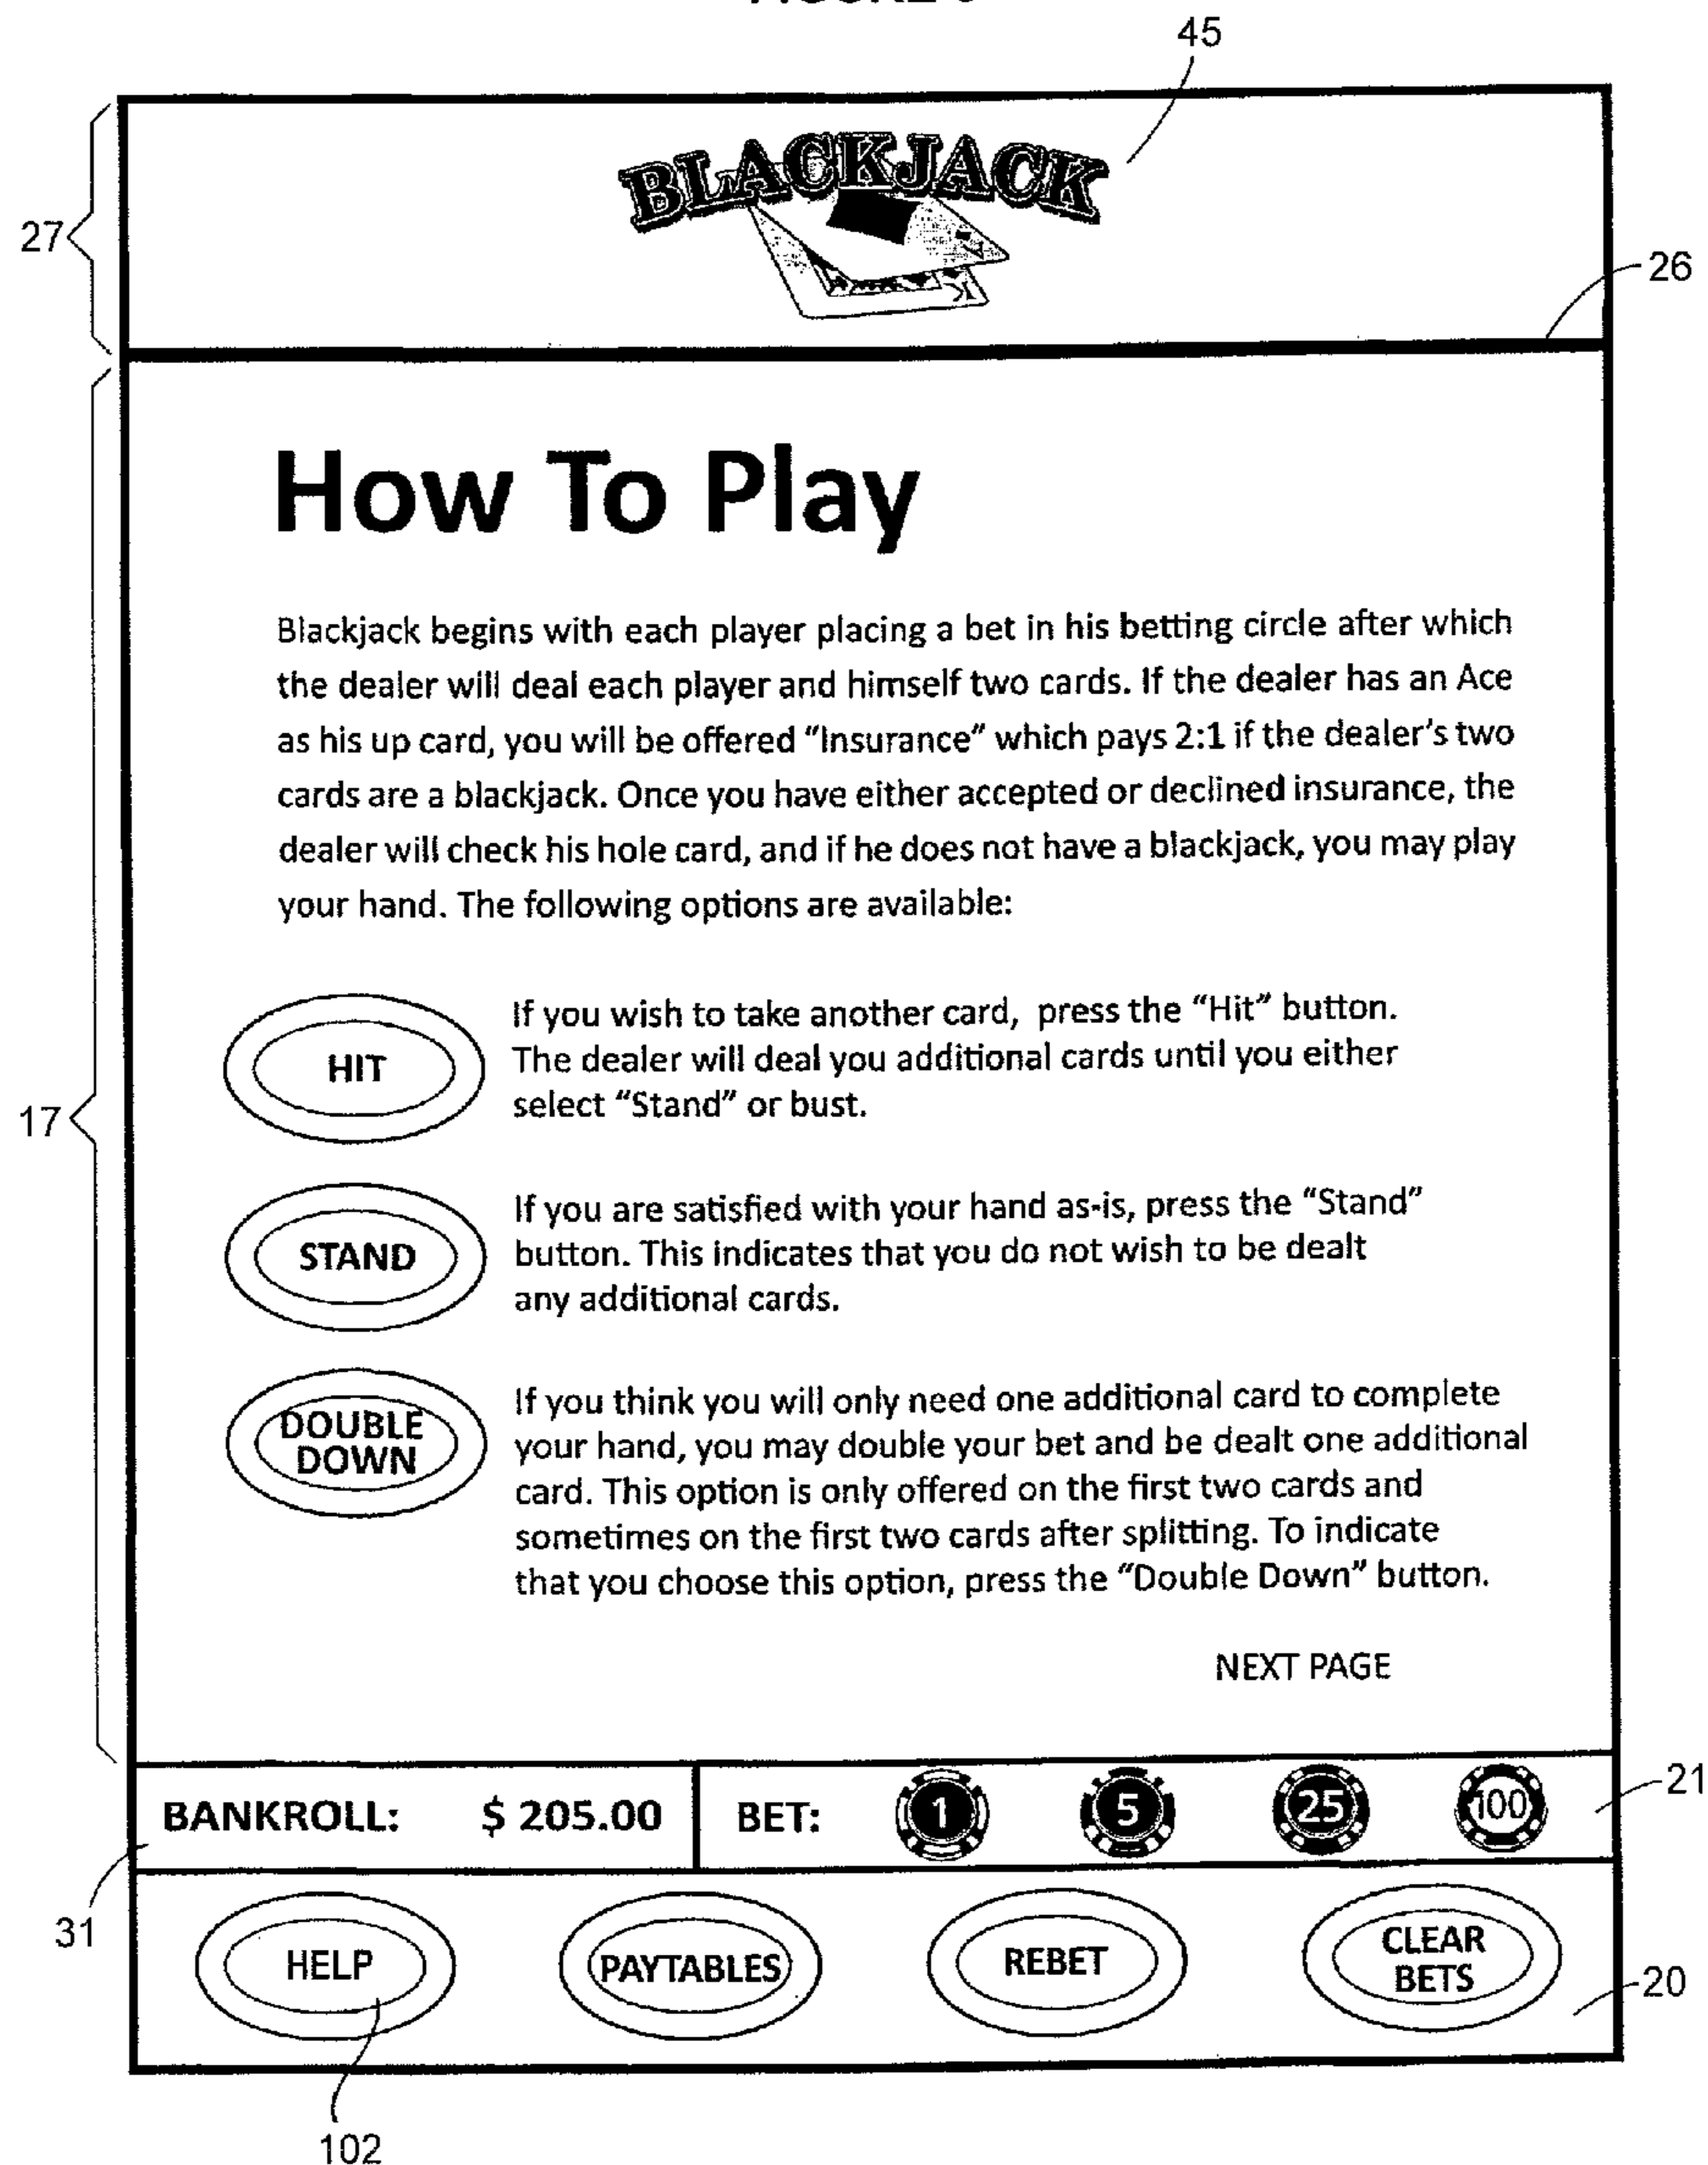 45
BLACKJACK
27
26
How To Play
Blackjack begins with each player placing a bet in his betting circle after which
the dealer will deal each player and himself two cards. If the dealer has an Ace
as his up card, you will be offered "Insurance" which pays 2:1 if the dealer's two
cards are a blackjack. Once you have either accepted or declined insurance, the
dealer will check his hole card, and if he does not have a blackjack, you may play
your hand. The following options are available:
HIT
If you wish to take another card, press the "Hit" button.
The dealer will deal you additional cards until you either
select "Stand" or bust.
17
STAND
If you are satisfied with your hand as-is, press the "Stand"
button. This indicates that you do not wish to be dealt
any additional cards.
DOUBLE
DOWN
If you think you will only need one additional card to complete
your hand, you may double your bet and be dealt one additional
card. This option is only offered on the first two cards and
sometimes on the first two cards after splitting. To indicate
that you choose this option, press the "Double Down" button.
NEXT PAGE
BANKROLL: $ 205.00 BET: 1 5 25 100
21
31
HELP PAYTABLES REBET CLEAR
BETS
20
102